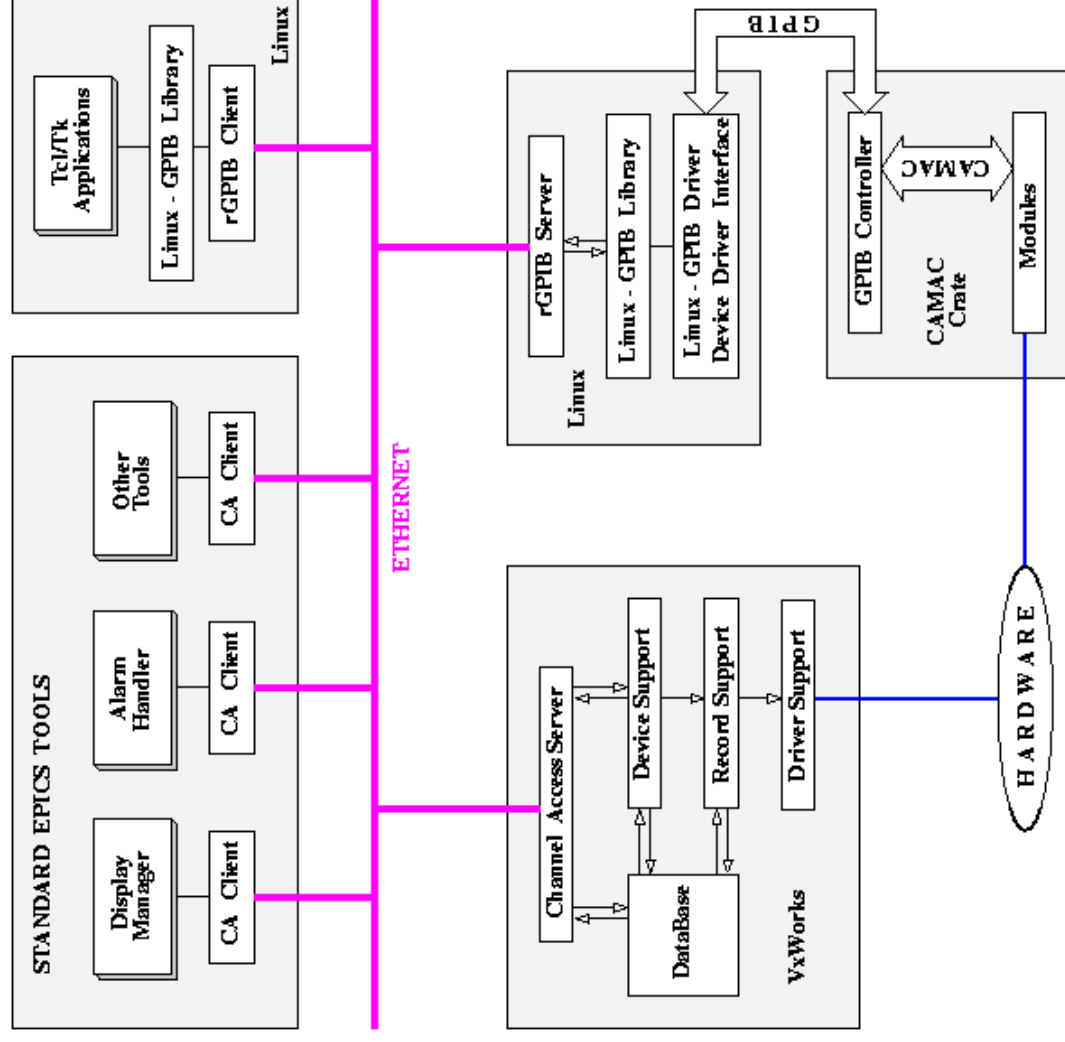 STANDARD EPICS TOOLS
Display
Manager
CA Client
Alarm
Handler
CA Client
Other
Tools
CA Client
Tcl/Tk
Applications
Linux - GPIB Library
rGPIB Client
Linux
ETHERNET
Channel Access Server
DataBase
Device Support
Record Support
Driver Support
VxWorks
rGPIB Server
Linux - GPIB Library
Linux - GPIB Driver
Device Driver Interface
Linux
GPIB
GPIB Controller
CAMAC
CAMAC
Crate
Modules
HARDWARE